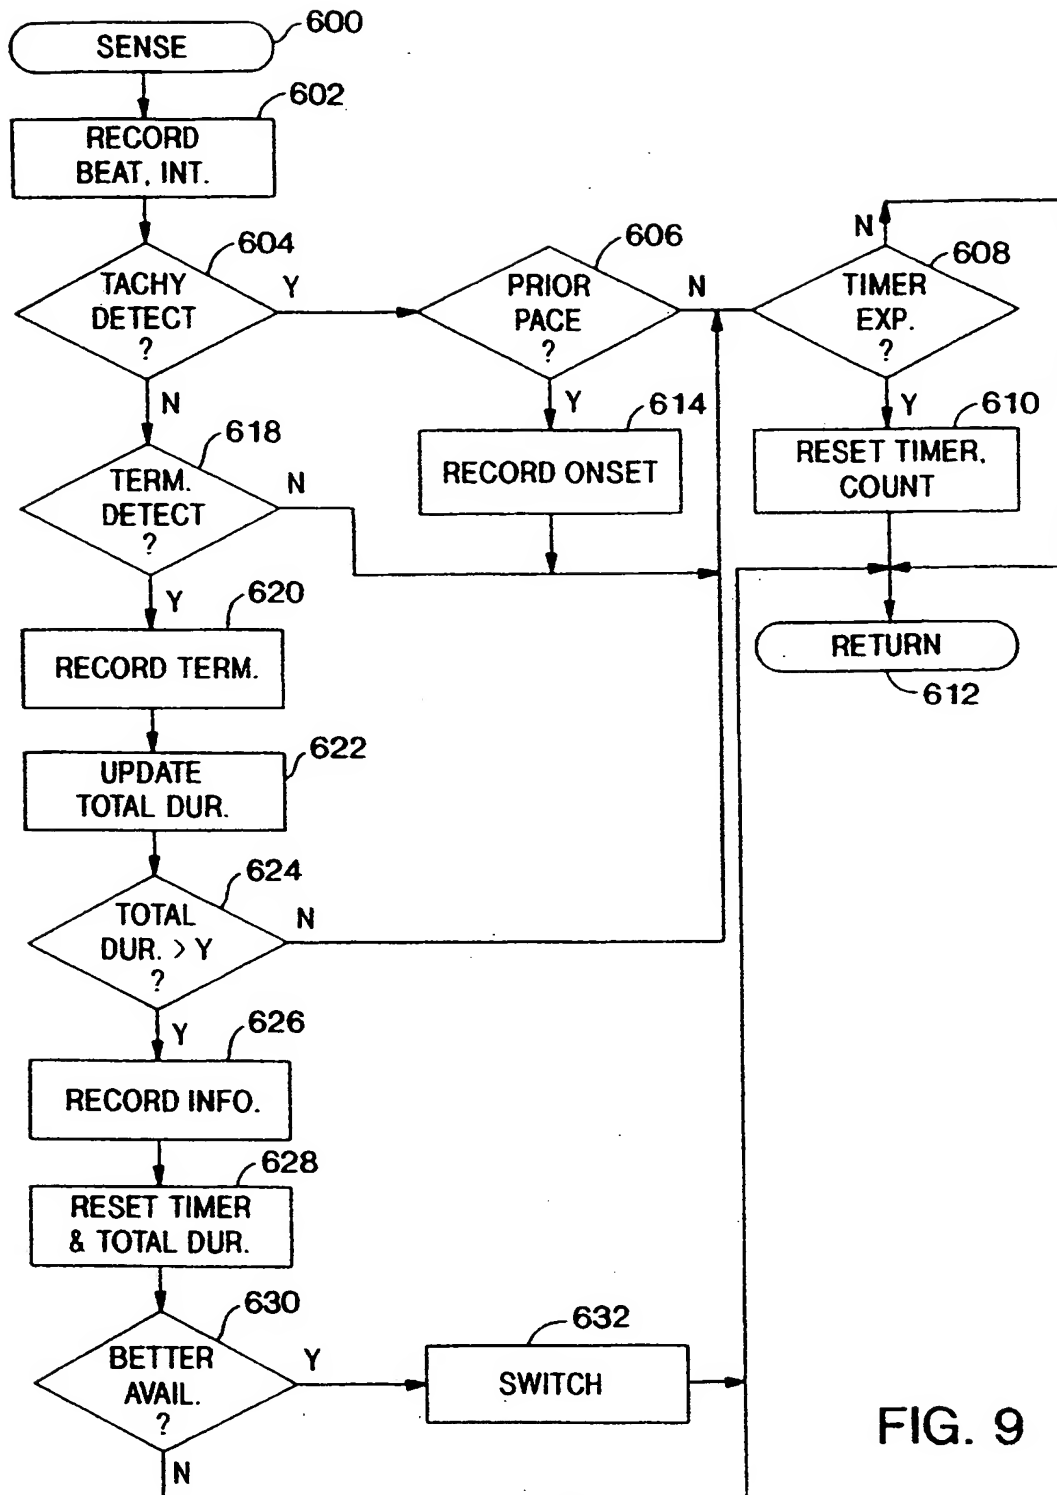 SENSE
600
602
RECORD
BEAT, INT.
604
TACHY
DETECT
?
Y
N
606
PRIOR
PACE
?
N
Y
N
608
TIMER
EXP.
?
Y
610
RESET TIMER,
COUNT
614
RECORD ONSET
618
TERM.
DETECT
?
N
Y
620
RECORD TERM.
RETURN
612
622
UPDATE
TOTAL DUR.
624
TOTAL
DUR. > Y
?
N
Y
626
RECORD INFO.
628
RESET TIMER
& TOTAL DUR.
630
BETTER
AVAIL.
?
Y
N
632
SWITCH
FIG. 9